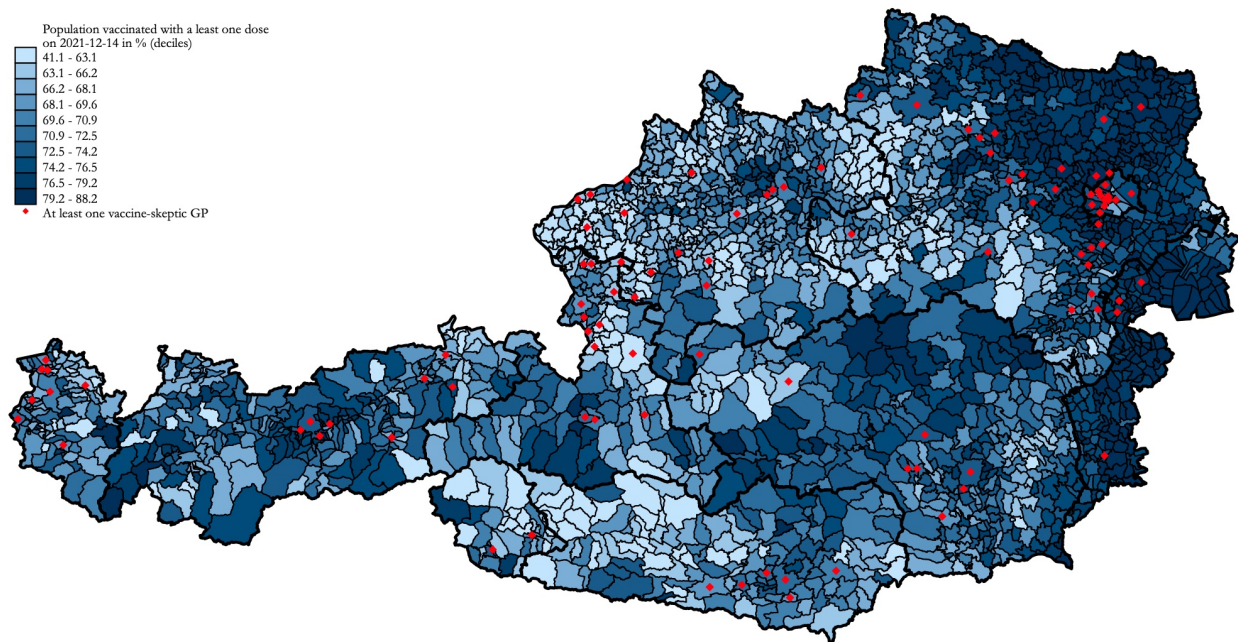 Population vaccinated with a least one dose
on 2021-12-14 in % (deciles)
41.1 - 63.1
63.1 - 66.2
66.2 - 68.1
68.1 - 69.6
69.6 - 70.9
70.9 - 72.5
72.5 - 74.2
74.2 - 76.5
76.5 - 79.2
79.2 - 88.2
At least one vaccine-skeptic GP